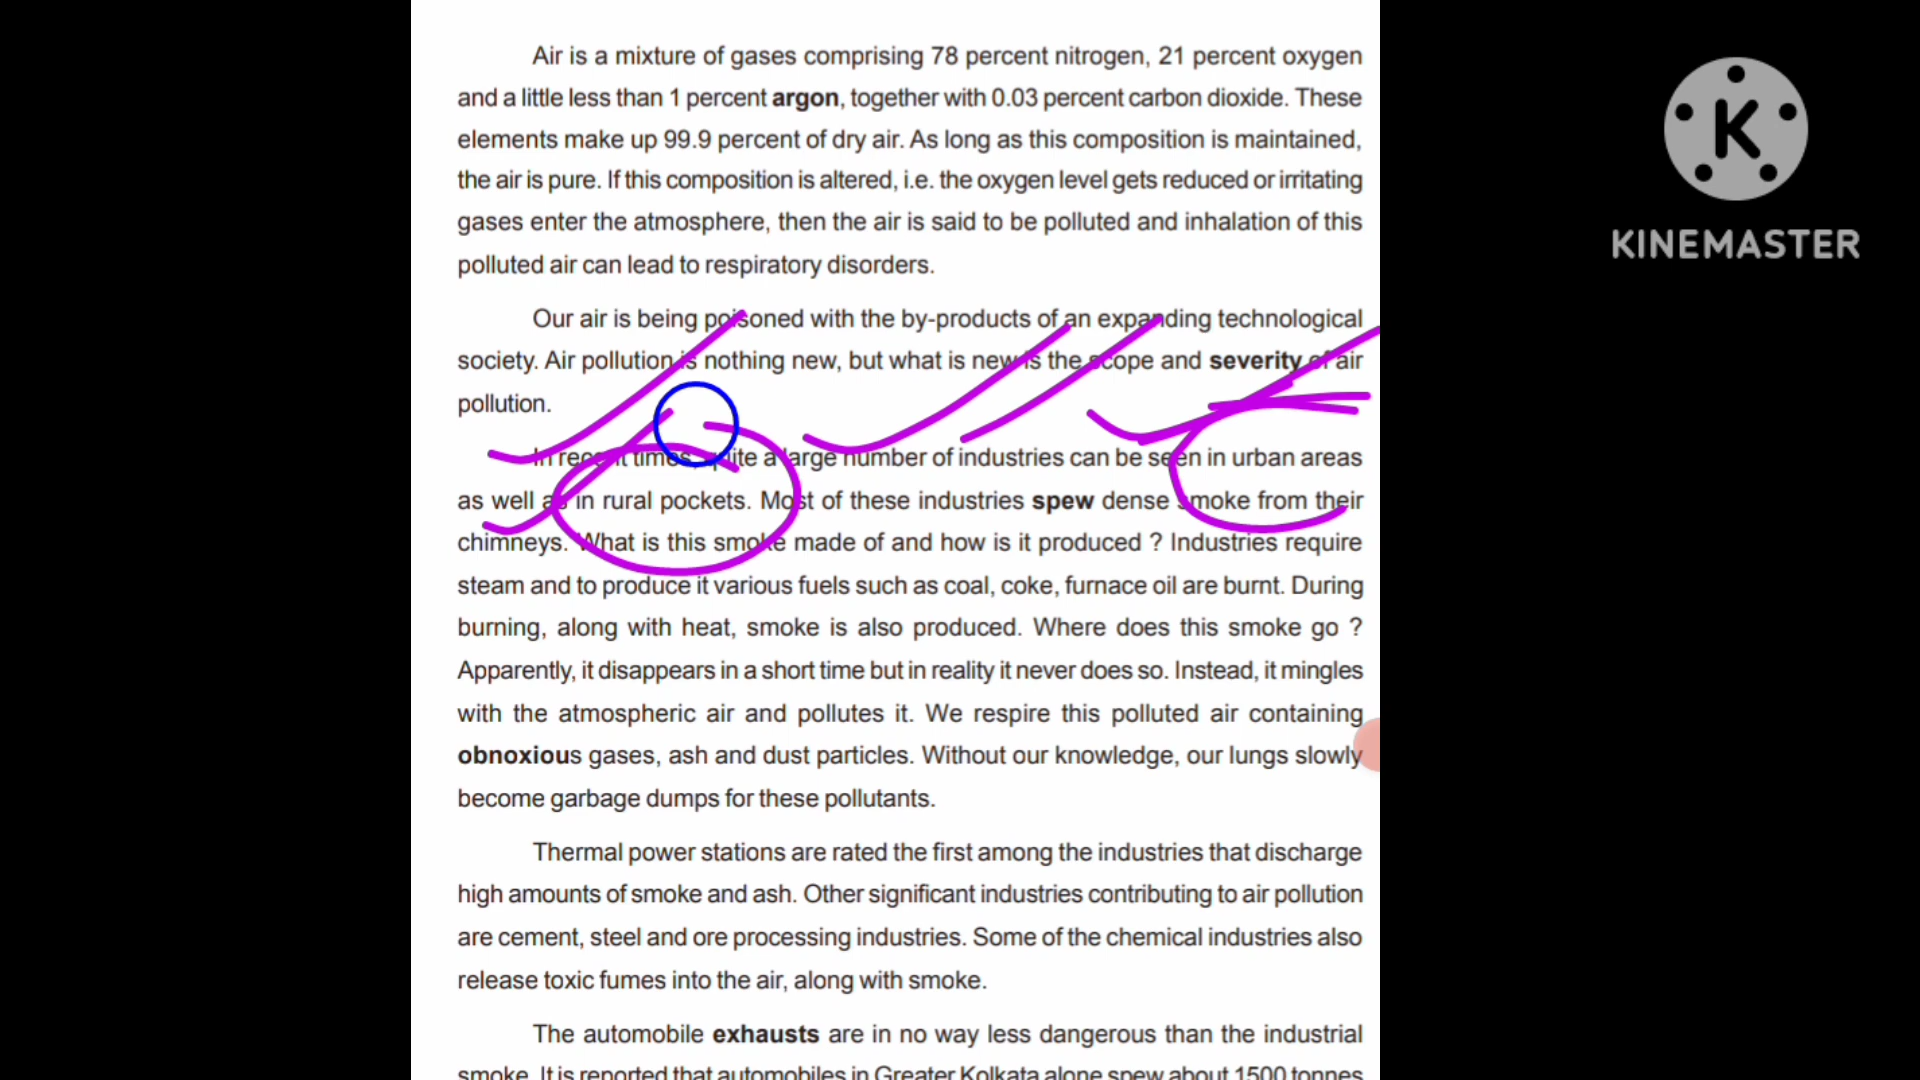 Air is a mixture of gases comprising 78 percent nitrogen, 21 percent oxygen
and a little less than 1 percent argon, together with 0.03 percent carbon dioxide. These
elements make up 99.9 percent of dry air. As long as this composition is maintained,
the air is pure. If this composition is altered, i.e. the oxygen level gets reduced or irritating
gases enter the atmosphere, then the air is said to be polluted and inhalation of this
polluted air can lead to respiratory disorders.
Our air is being poisoned with the by-products of an expanding technological
society. Air pollution is nothing new, but what is new is the scope and severity of air
pollution.
In recent times, quite a large number of industries can be seen in urban areas
as well as in rural pockets. Most of these industries spew dense smoke from their
chimneys. What is this smoke made of and how is it produced ? Industries require
steam and to produce it various fuels such as coal, coke, furnace oil are burnt. During
burning, along with heat, smoke is also produced. Where does this smoke go ?
Apparently, it disappears in a short time but in reality it never does so. Instead, it mingles
with the atmospheric air and pollutes it. We respire this polluted air containing
obnoxious gases, ash and dust particles. Without our knowledge, our lungs slowly
become garbage dumps for these pollutants.
Thermal power stations are rated the first among the industries that discharge
high amounts of smoke and ash. Other significant industries contributing to air pollution
are cement, steel and ore processing industries. Some of the chemical industries also
release toxic fumes into the air, along with smoke.
The automobile exhausts are in no way less dangerous than the industrial
smoke. It is reported that automobiles in Greater Kolkata alone spew about 1500 tonnes
K
KINEMASTER